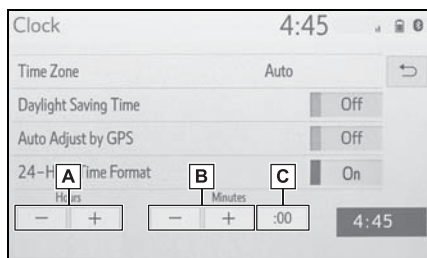 Clock 4:45
Time Zone Auto
Daylight Saving Time Off
Auto Adjust by GPS Off
24-H Time Format On
A B C
Hours Minutes
- + - + :00 4:45